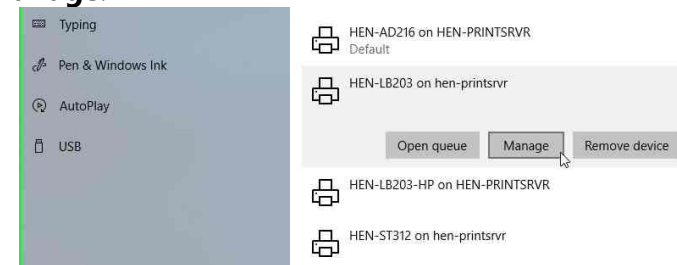 Typing
Pen & Windows Ink
AutoPlay
USB
HEN-AD216 on HEN-PRINTSRVR
Default
HEN-LB203 on hen-printsrvr
Open queue Manage Remove device
HEN-LB203-HP on HEN-PRINTSRVR
HEN-ST312 on hen-printsrvr